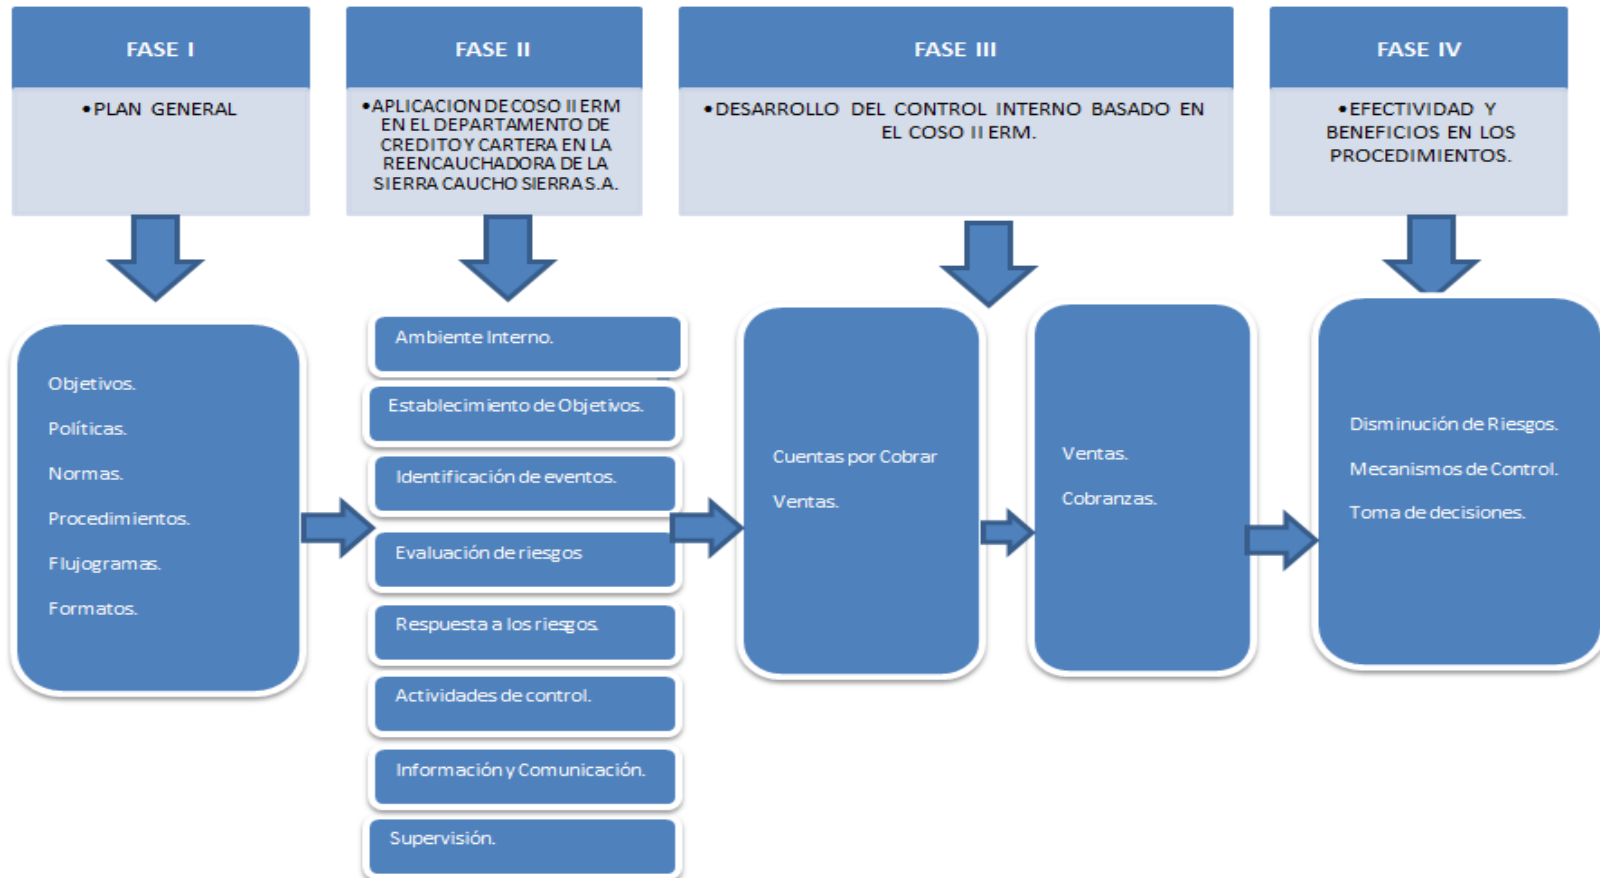 FASE I
•PLAN GENERAL
FASE II
•APLICACION DE COSO II ERM
EN EL DEPARTAMENTO DE
CREDITO Y CARTERA EN LA
REENCAUCHADORA DE LA
SIERRA CAUCHO SIERRA S.A.
FASE III
•DESARROLLO DEL CONTROL INTERNO BASADO EN
EL COSO II ERM.
FASE IV
•EFECTIVIDAD Y
BENEFICIOS EN LOS
PROCEDIMIENTOS.
Objetivos.
Políticas.
Normas.
Procedimientos.
Flujogramas.
Formatos.
Ambiente Interno.
Establecimiento de Objetivos.
Identificación de eventos.
Evaluación de riesgos
Respuesta a los riesgos.
Actividades de control.
Información y Comunicación.
Supervisión.
Cuentas por Cobrar
Ventas.
Ventas.
Cobranzas.
Disminución de Riesgos.
Mecanismos de Control.
Toma de decisiones.